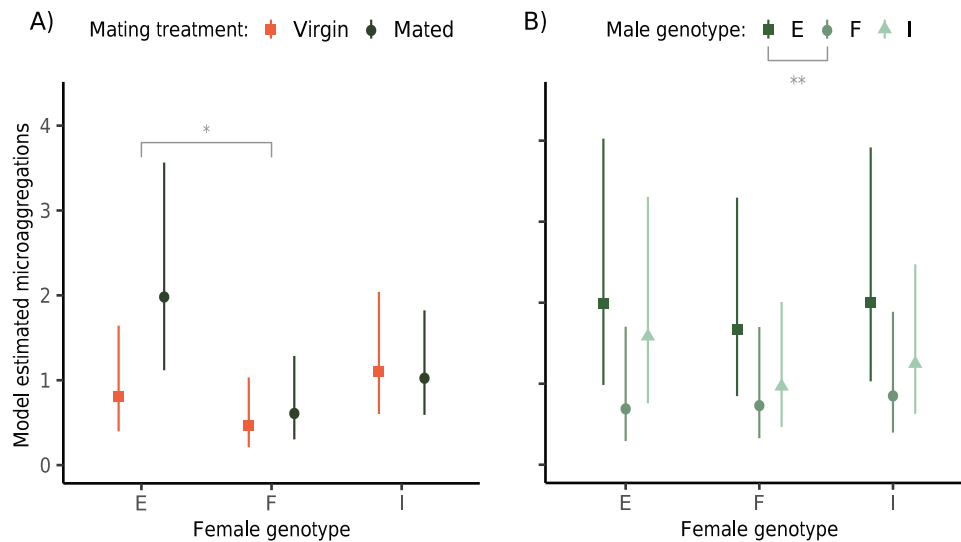 A)
Mating treatment: Virgin Mated
B)
Male genotype: E F I
**
*
Model estimated microaggregations
4
3
2
1
0
E F I
Female genotype
E F I
Female genotype